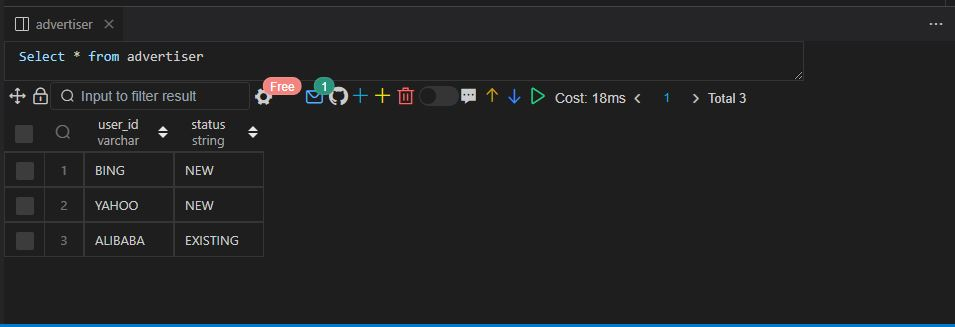 advertiser
Select * from advertiser
Input to filter result Free 1 Cost: 18ms 1 Total 3
user_id status
varchar string
1 BING NEW
2 YAHOO NEW
3 ALIBABA EXISTING